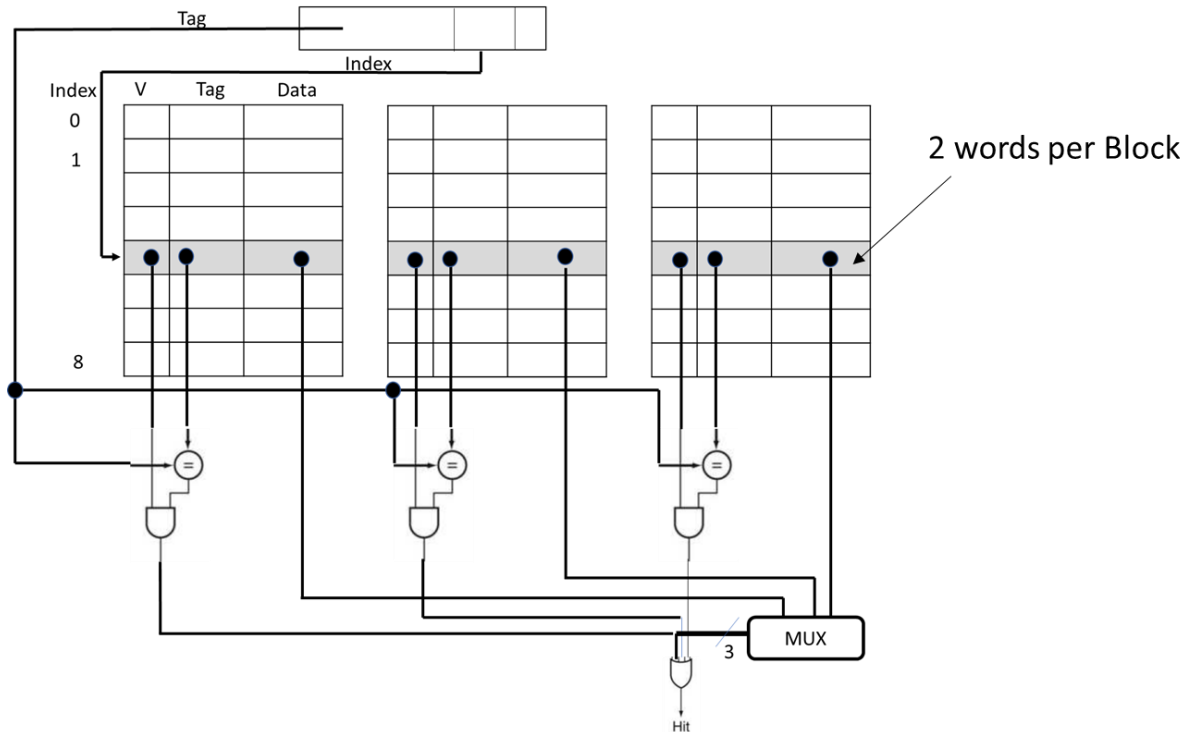 Tag
Index
Index V Tag Data
0
1
2 words per Block
8
=
=
=
MUX
3
Hit